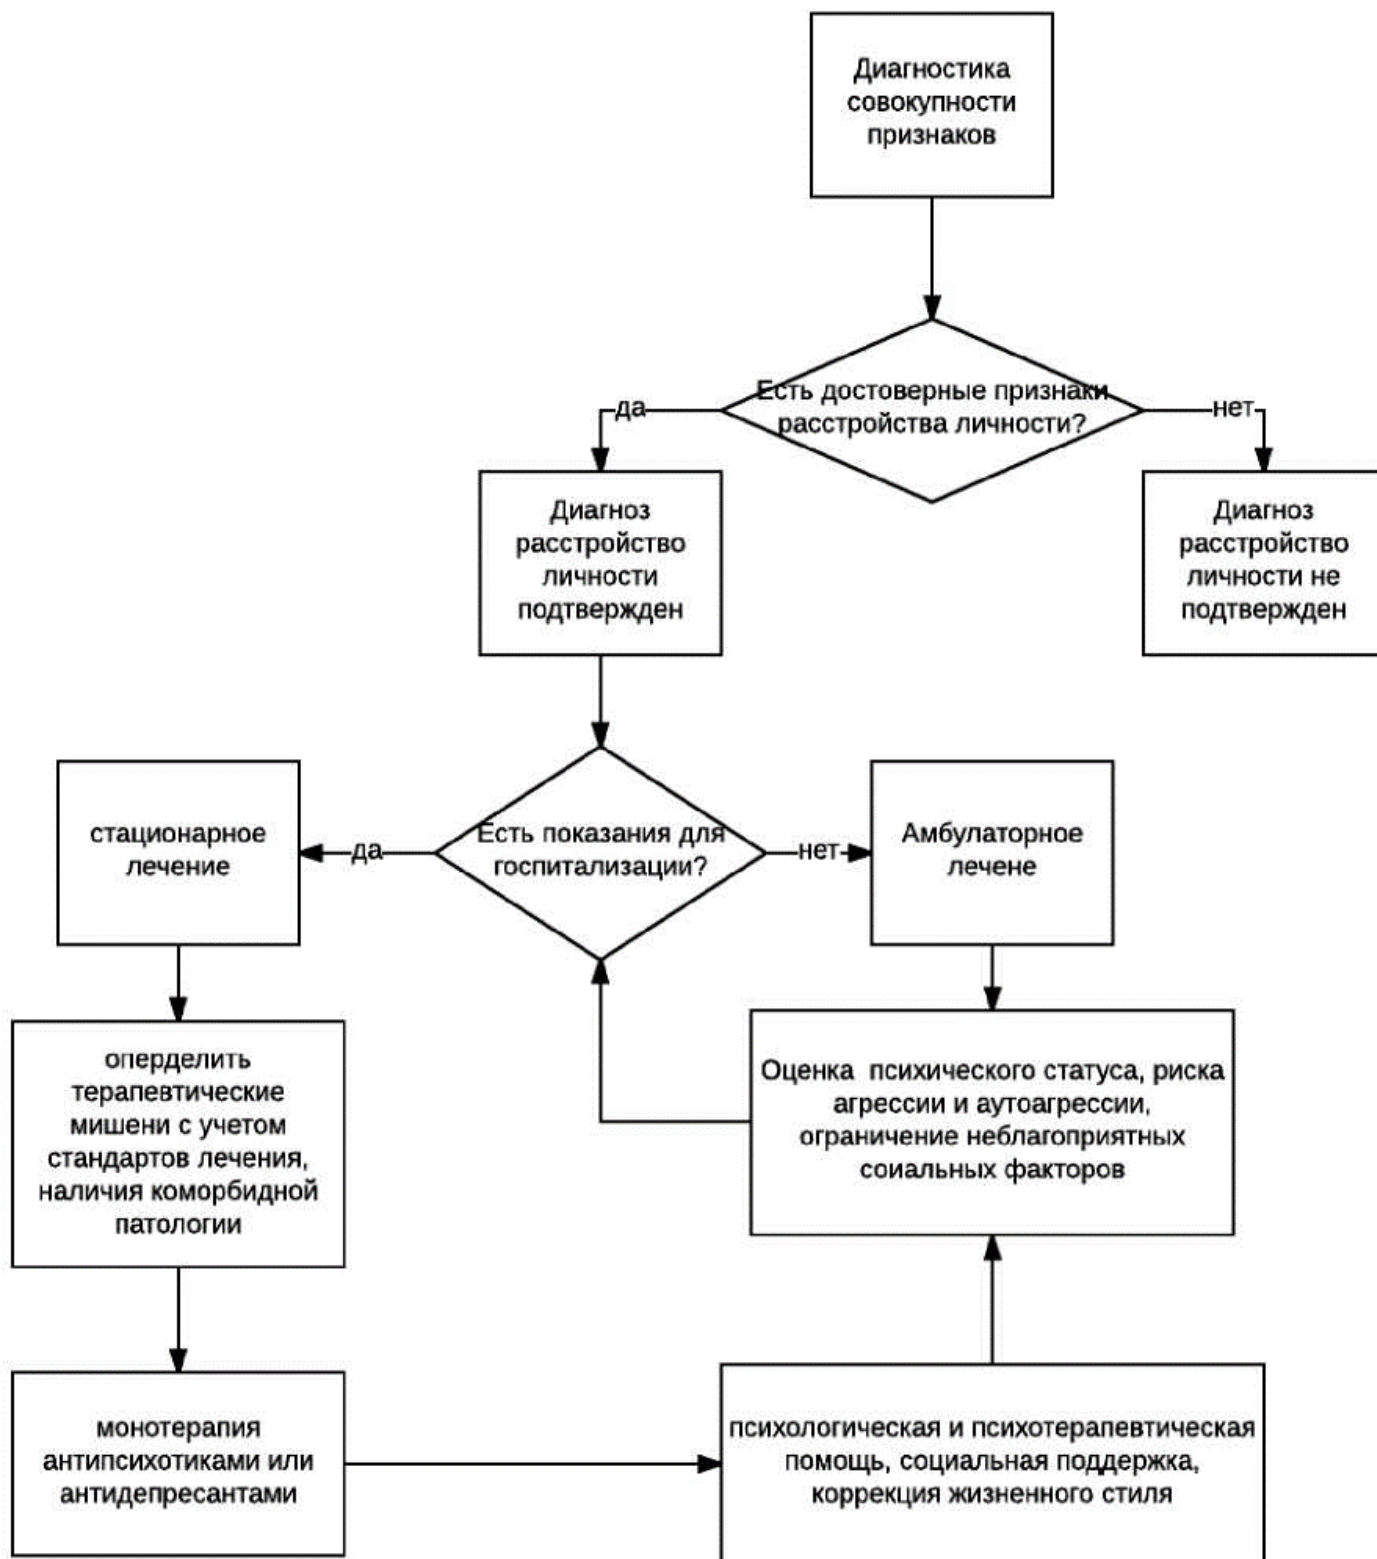 Диагностика
совокупности
признаков
Есть достоверные признаки
расстройства личности?
да
нет
Диагноз
расстройство
личности
подтвержден
Диагноз
расстройство
личности не
подтвержден
стационарное
лечение
да
Есть показания для
госпитализации?
нет
Амбулаторное
лечене
оперделить
терапевтические
мишени с учетом
стандартов лечения,
наличия коморбидной
патологии
Оценка психического статуса, риска
агрессии и аутоагрессии,
ограничение неблагоприятных
соиальных факторов
монотерапия
антипсихотиками или
антидепресантами
психологическая и психотерапевтическая
помощь, социальная поддержка,
коррекция жизненного стиля